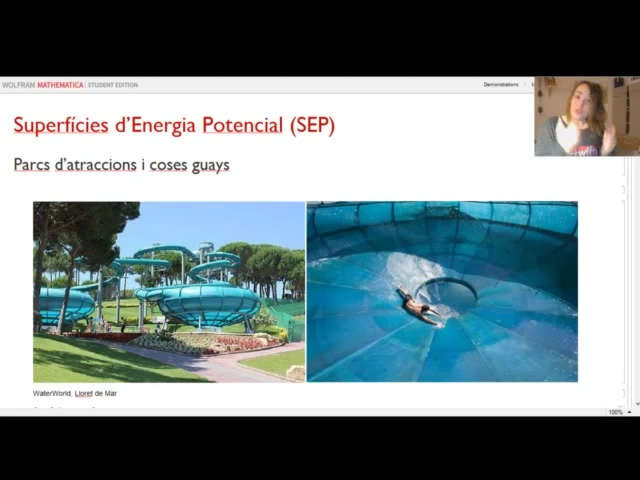 WOLFRAM MATHEMATICA | STUDENT EDITION
Demonstrations
Superfícies d'Energia Potencial (SEP)
Parcs d'atraccions i coses guays
WaterWorld, Lloret de Mar
100%